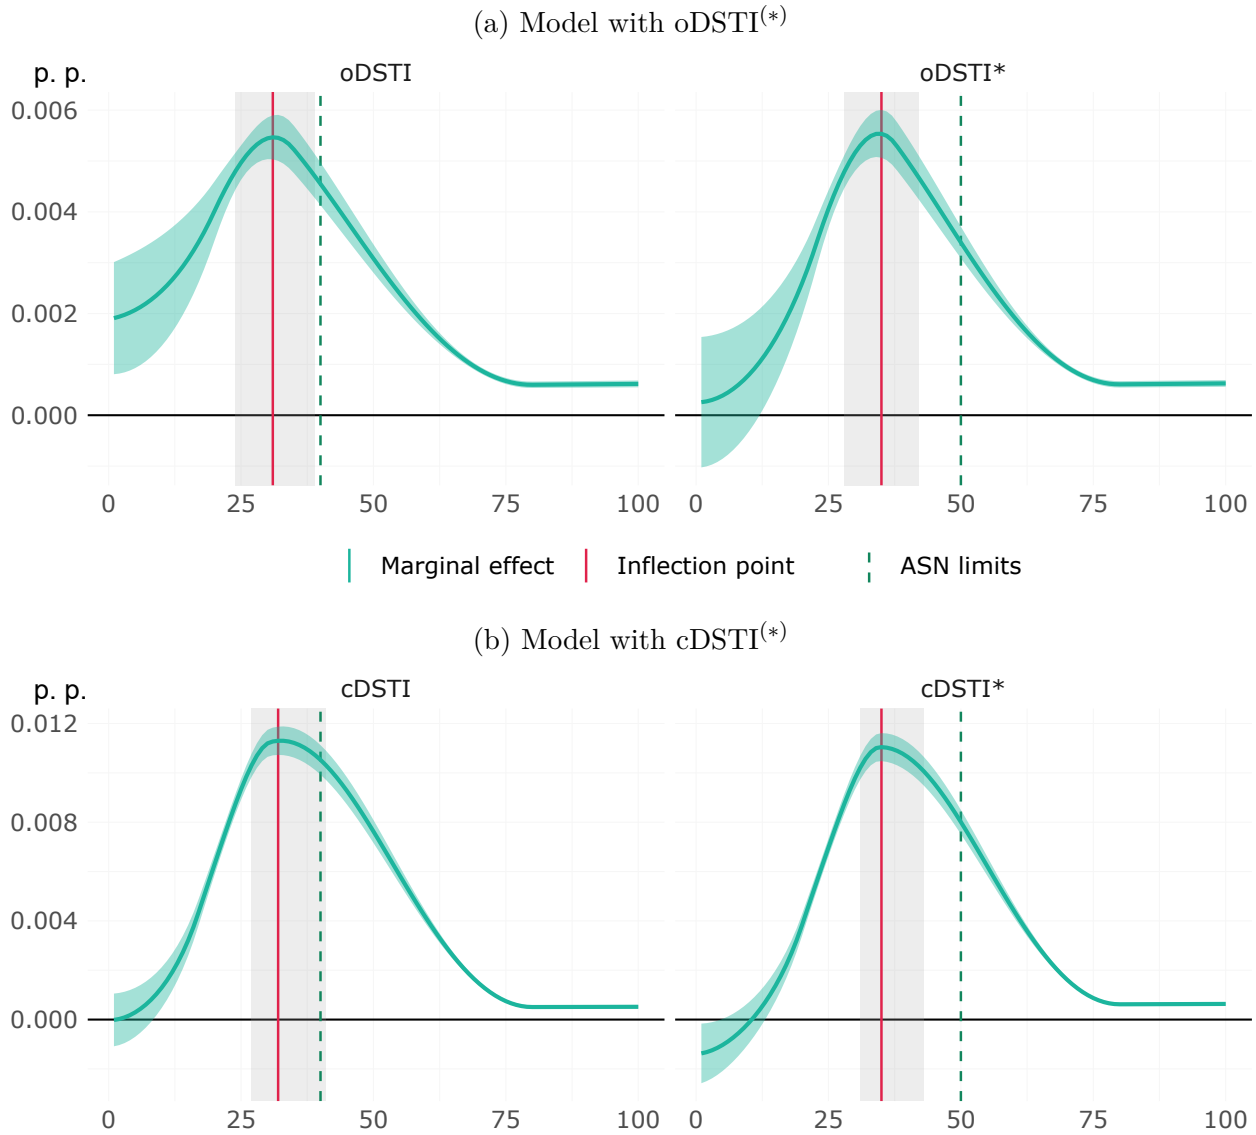 (a) Model with oDSTI(*)
p. p. oDSTI oDSTI*
0.006
0.004
0.002
0.000
0 25 50 75 100 0 25 50 75 100
Marginal effect Inflection point ASN limits
(b) Model with cDSTI(*)
p. p. cDSTI cDSTI*
0.012
0.008
0.004
0.000
0 25 50 75 100 0 25 50 75 100